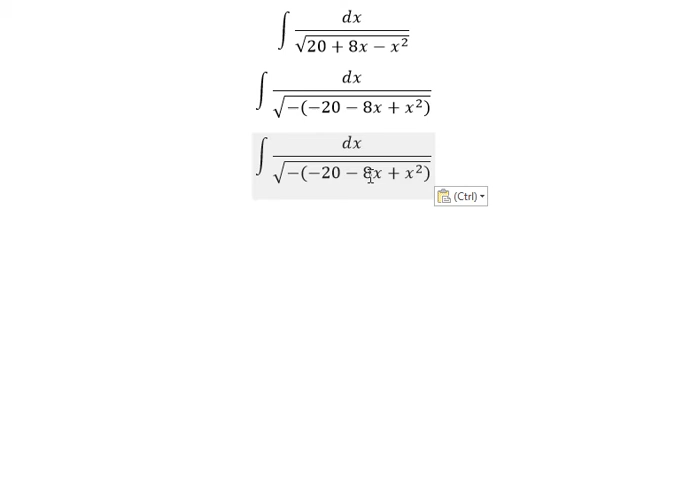 ∫ dx / √(20 + 8x − x²)
∫ dx / √(−(−20 − 8x + x²))
∫ dx / √(−(−20 − 8x + x²))
(Ctrl)